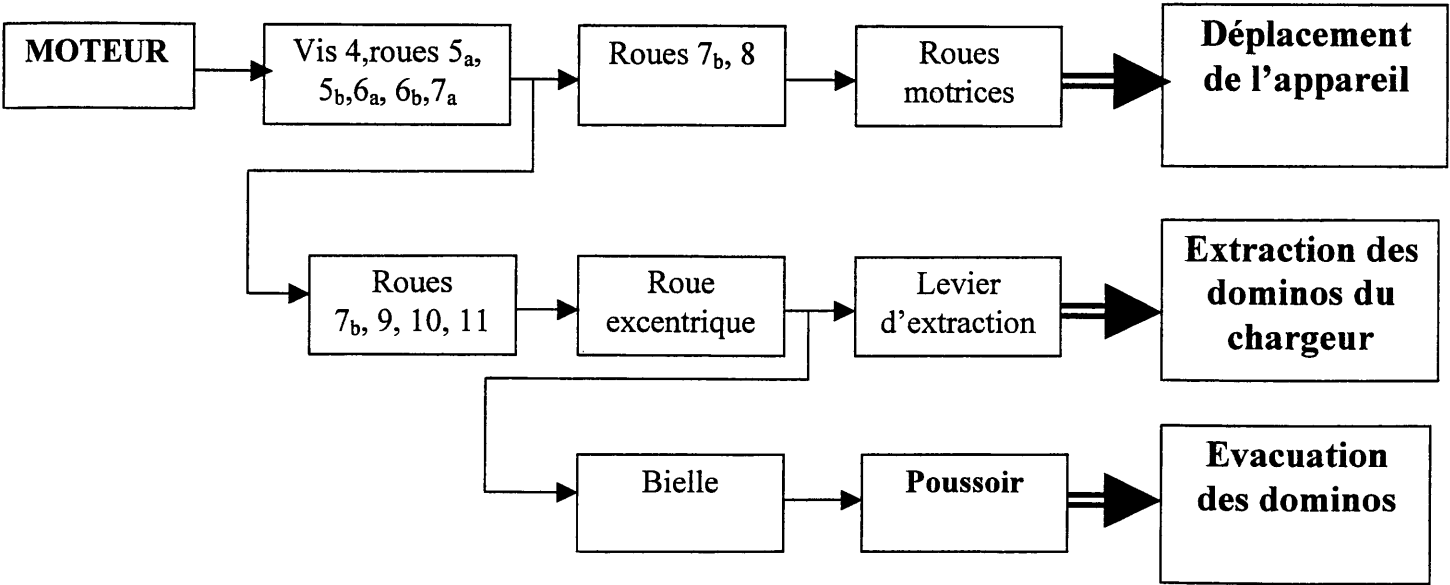 MOTEUR
Vis 4,roues 5a,
5b,6a, 6b,7a
Roues 7b, 8
Roues
motrices
Déplacement
de l’appareil
Roues
7b, 9, 10, 11
Roue
excentrique
Levier
d’extraction
Extraction des
dominos du
chargeur
Bielle
Poussoir
Evacuation
des dominos